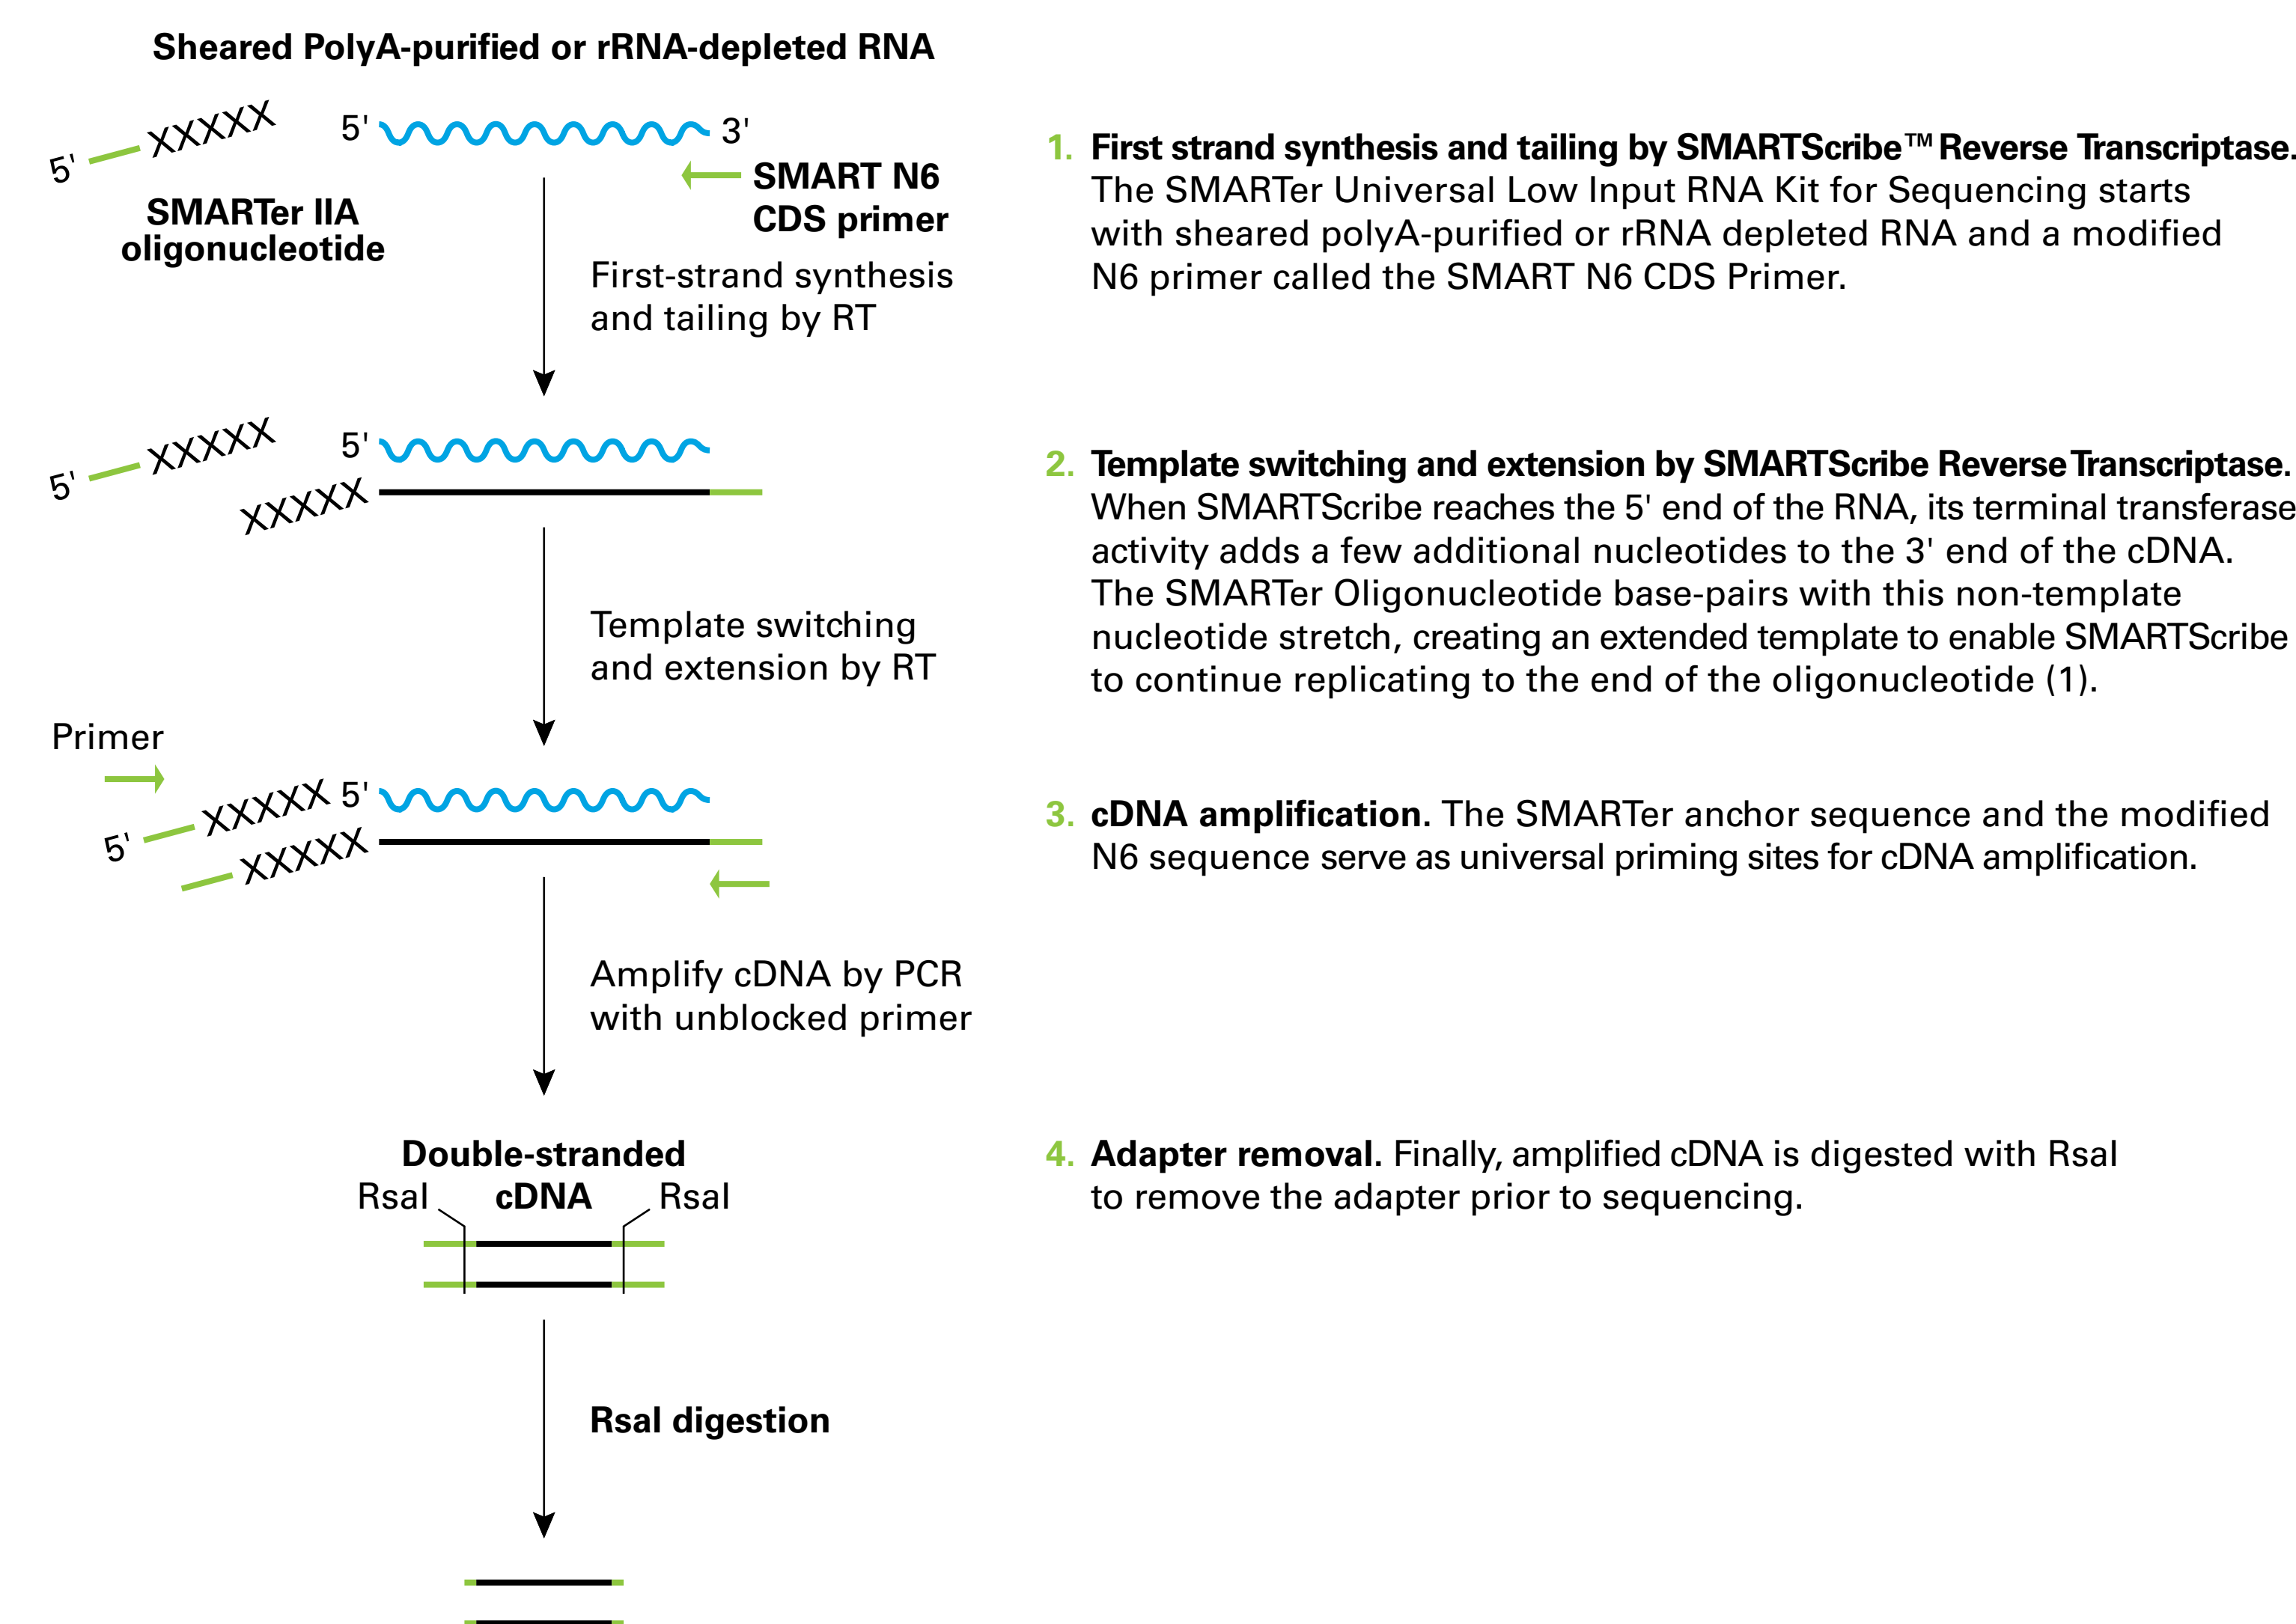 Sheared PolyA-purified or rRNA-depleted RNA
5' XXXXX
5' 3'
SMARTer IIA
oligonucleotide
SMART N6
CDS primer
First-strand synthesis
and tailing by RT
1. First strand synthesis and tailing by SMARTScribe™ Reverse Transcriptase.
The SMARTer Universal Low Input RNA Kit for Sequencing starts
with sheared polyA-purified or rRNA depleted RNA and a modified
N6 primer called the SMART N6 CDS Primer.
5' XXXXX
5'
XXXXX
Template switching
and extension by RT
2. Template switching and extension by SMARTScribe Reverse Transcriptase.
When SMARTScribe reaches the 5' end of the RNA, its terminal transferase
activity adds a few additional nucleotides to the 3' end of the cDNA.
The SMARTer Oligonucleotide base-pairs with this non-template
nucleotide stretch, creating an extended template to enable SMARTScribe
to continue replicating to the end of the oligonucleotide (1).
Primer
5' XXXXX 5'
XXXXX
Amplify cDNA by PCR
with unblocked primer
3. cDNA amplification. The SMARTer anchor sequence and the modified
N6 sequence serve as universal priming sites for cDNA amplification.
Double-stranded
RsaI cDNA RsaI
4. Adapter removal. Finally, amplified cDNA is digested with RsaI
to remove the adapter prior to sequencing.
RsaI digestion